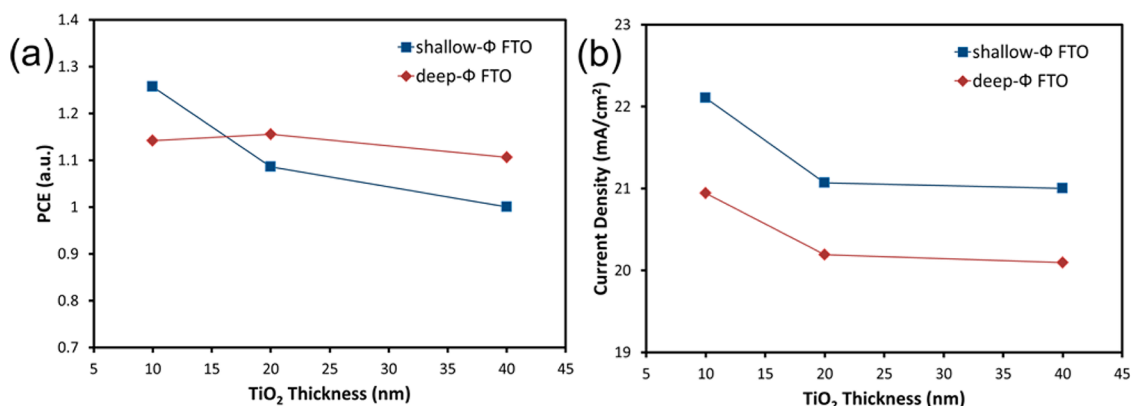 (a)
1.4
1.3
1.2
1.1
1
0.9
0.8
0.7
PCE (a.u.)
shallow-Φ FTO
deep-Φ FTO
5 10 15 20 25 30 35 40 45
TiO₂ Thickness (nm)
(b)
23
22
21
20
19
Current Density (mA/cm²)
shallow-Φ FTO
deep-Φ FTO
5 10 15 20 25 30 35 40 45
TiO₂ Thickness (nm)